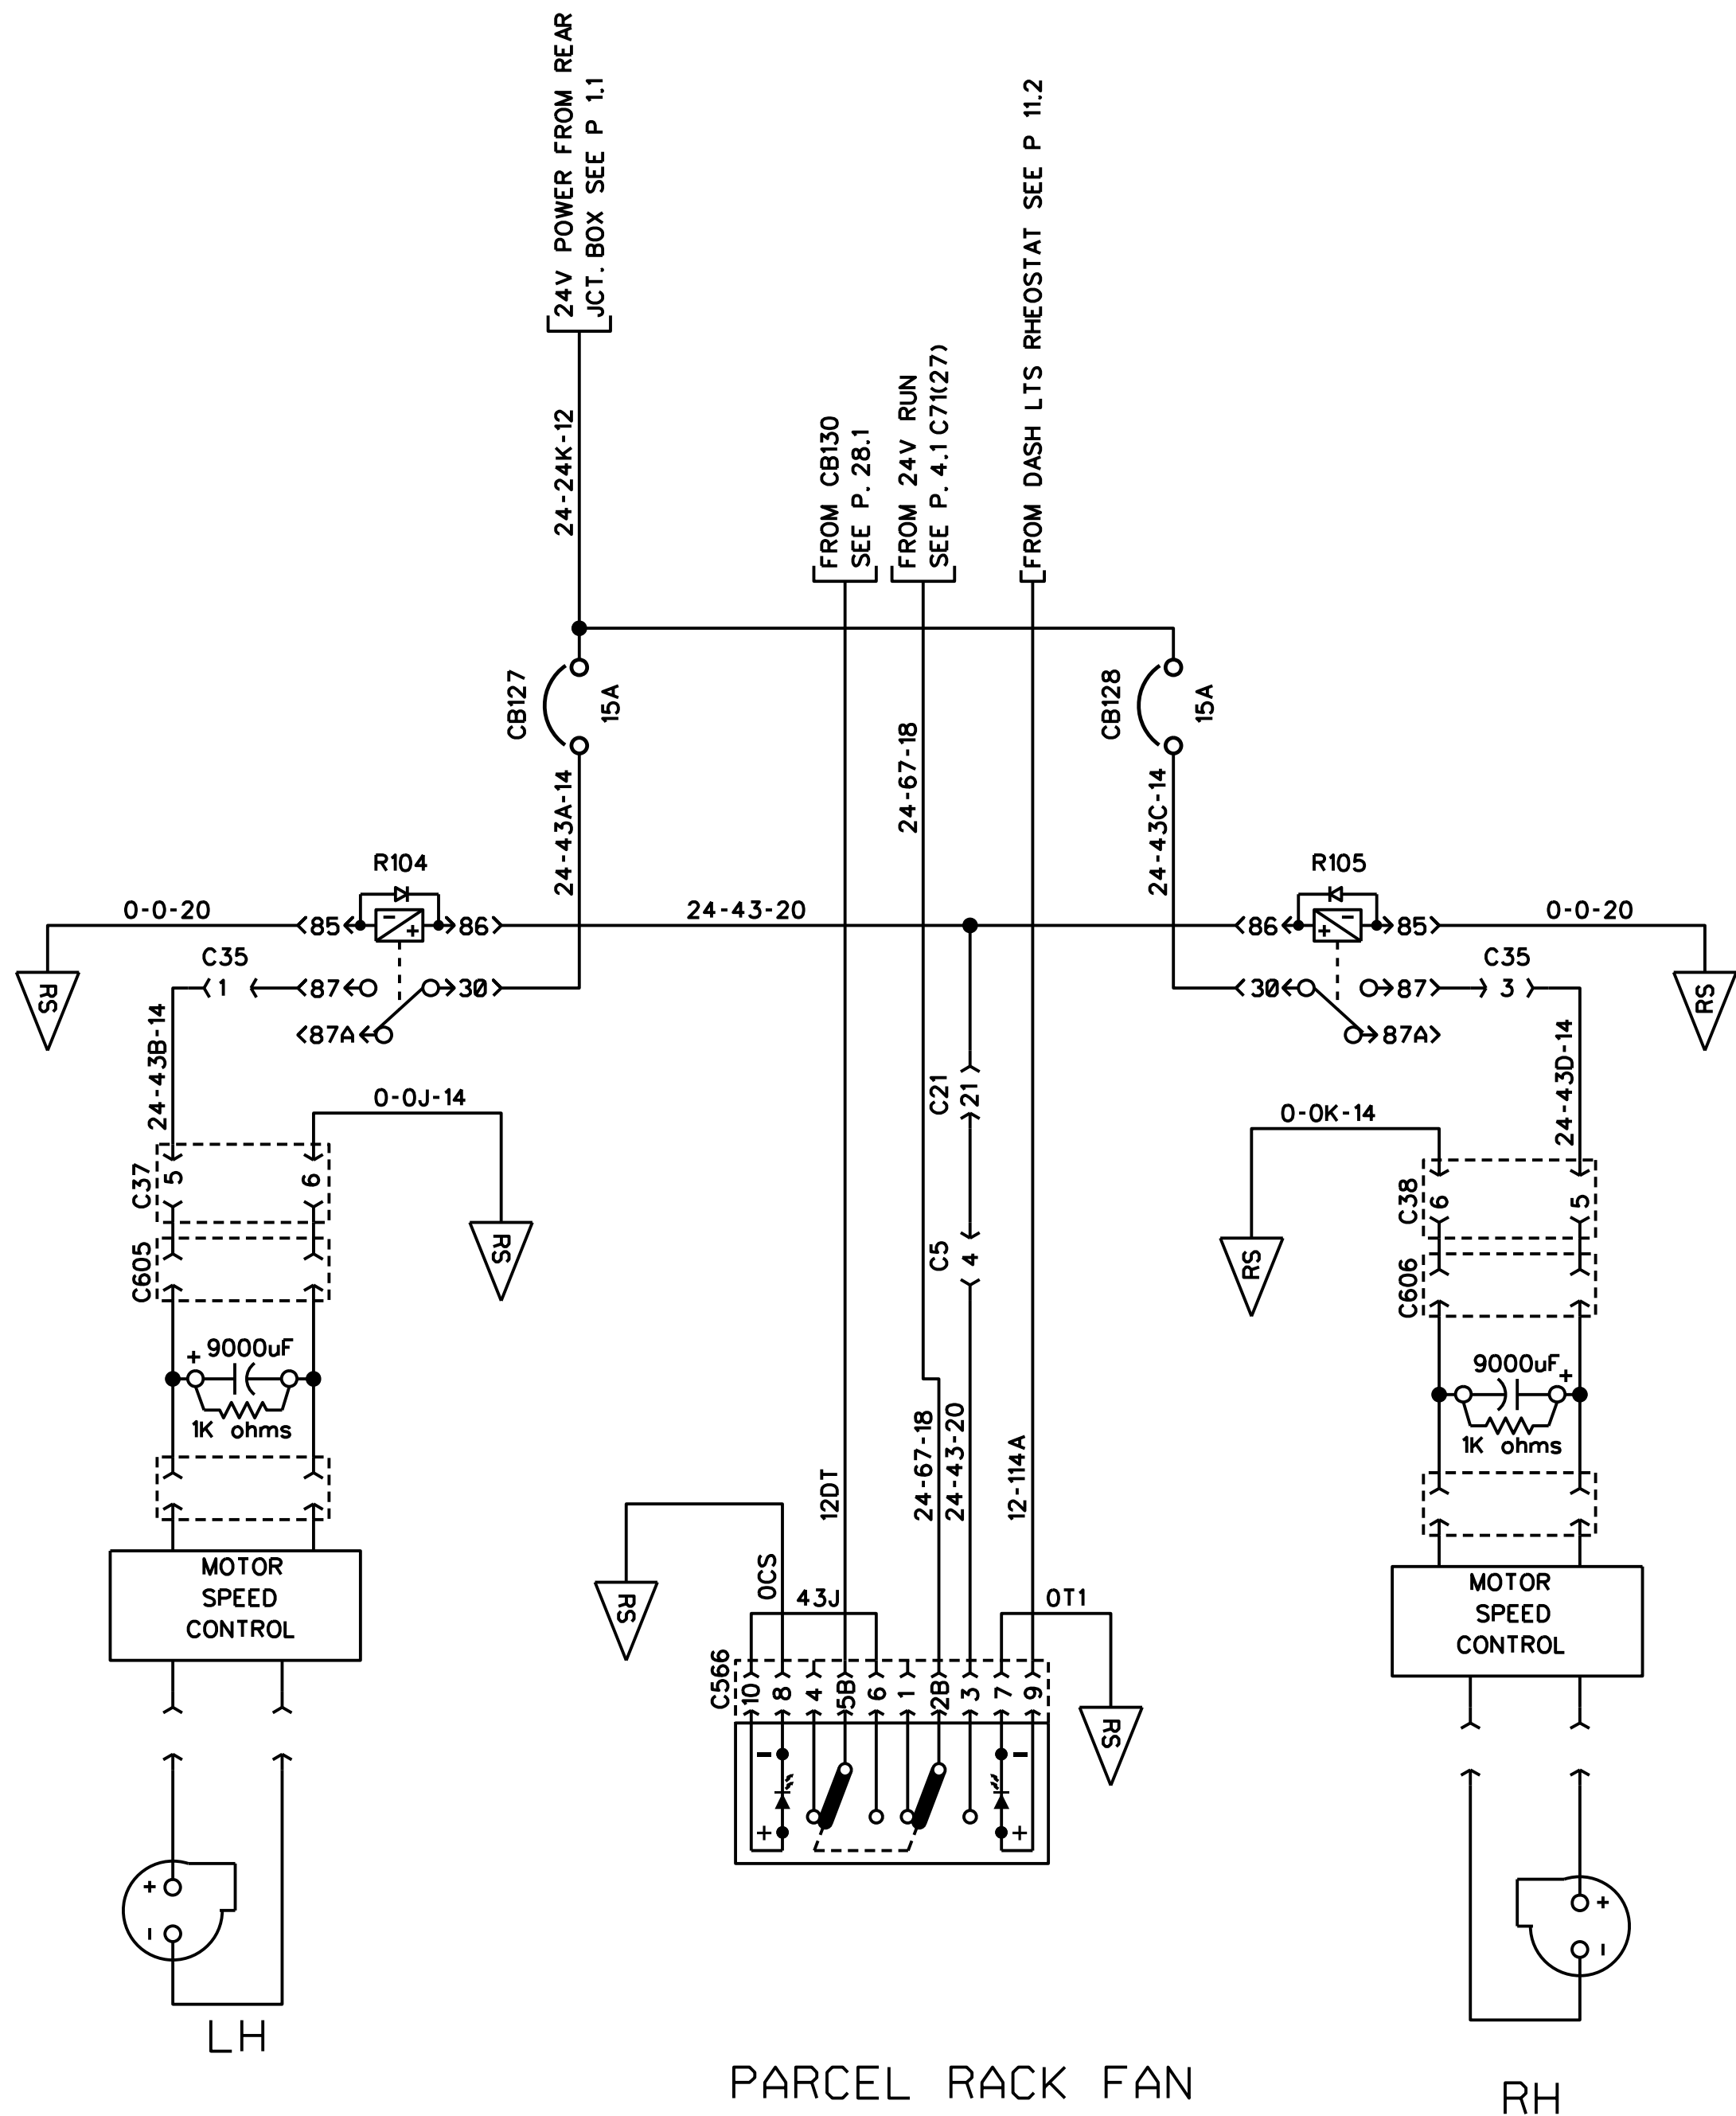 24V POWER FROM REAR
JCT. BOX SEE P 1.1
24-24K-12
FROM CB130
SEE P. 28.1
FROM 24V RUN
SEE P. 4.1 C71(27)
FROM DASH LTS RHEOSTAT SEE P 11.2
CB127
15A
CB128
15A
24-43A-14
24-67-18
24-43C-14
R104
R105
0-0-20
85
- +
86
24-43-20
86
+ -
85
0-0-20
RS
C35
1
87
30
87A
30
87
C35
3
87A
RS
24-43B-14
24-43D-14
0-0J-14
C21
21
0-0K-14
C37
5
6
RS
C5
4
RS
C38
6
5
C605
C606
+ 9000uF
1K ohms
9000uF +
1K ohms
12DT
24-67-18
24-43-20
12-114A
MOTOR
SPEED
CONTROL
MOTOR
SPEED
CONTROL
RS
0CS
43J
0T1
RS
C566
10
8
4
5B
6
1
2B
3
7
9
- -
+ +
+
-
+
-
LH
PARCEL RACK FAN
RH